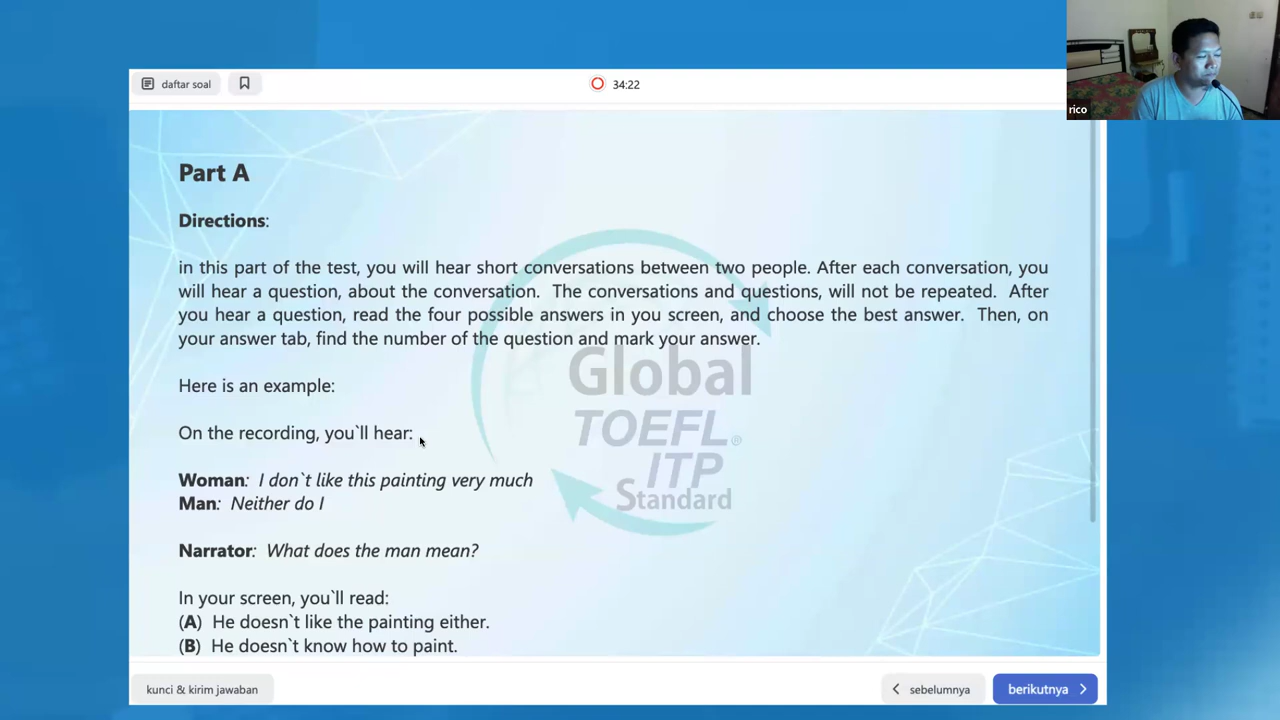 daftar soal
34:22
rico
Part A
Directions:
in this part of the test, you will hear short conversations between two people. After each conversation, you
will hear a question, about the conversation.  The conversations and questions, will not be repeated.  After
you hear a question, read the four possible answers in you screen, and choose the best answer.  Then, on
your answer tab, find the number of the question and mark your answer.
Here is an example:
On the recording, you`ll hear:
Woman:  I don`t like this painting very much
Man:  Neither do I
Narrator:  What does the man mean?
In your screen, you`ll read:
(A)  He doesn`t like the painting either.
(B)  He doesn`t know how to paint.
Global
TOEFL®
ITP
Standard
kunci & kirim jawaban
sebelumnya
berikutnya